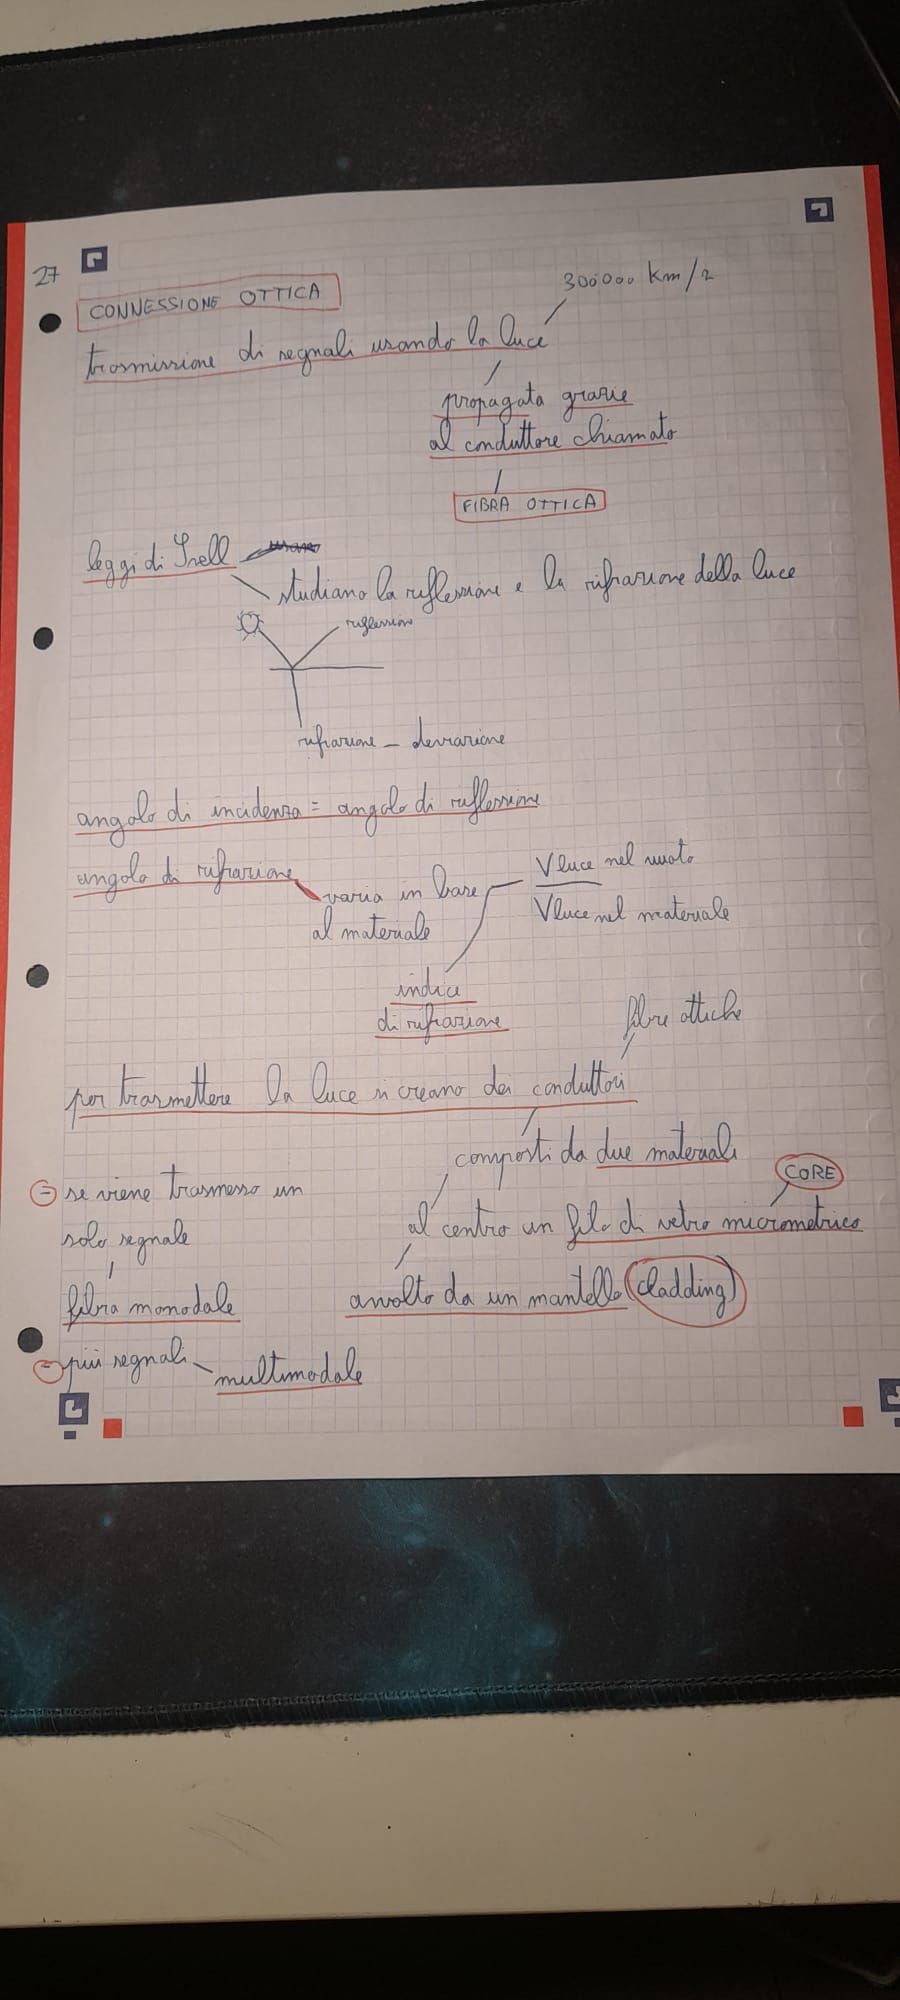 27
CONNESSIONE OTTICA
300000 km/s
trasmissione di segnali usando la luce
propagata grazie
al conduttore chiamato
FIBRA OTTICA
leggi di Snell
studiano la riflessione e la rifrazione della luce
riflessione
rifrazione - deviazione
angolo di incidenza = angolo di riflessione
angolo di rifrazione
varia in base
al materiale
V luce nel vuoto
V luce nel materiale
indice
di rifrazione
fibre ottiche
per trasmettere la luce si creano dei conduttori
composti da due materiali
CORE
al centro un filo di vetro micrometrico
avvolto da un mantello (cladding)
- se viene trasmesso un
solo segnale
fibra monodale
- più segnali
multimodale